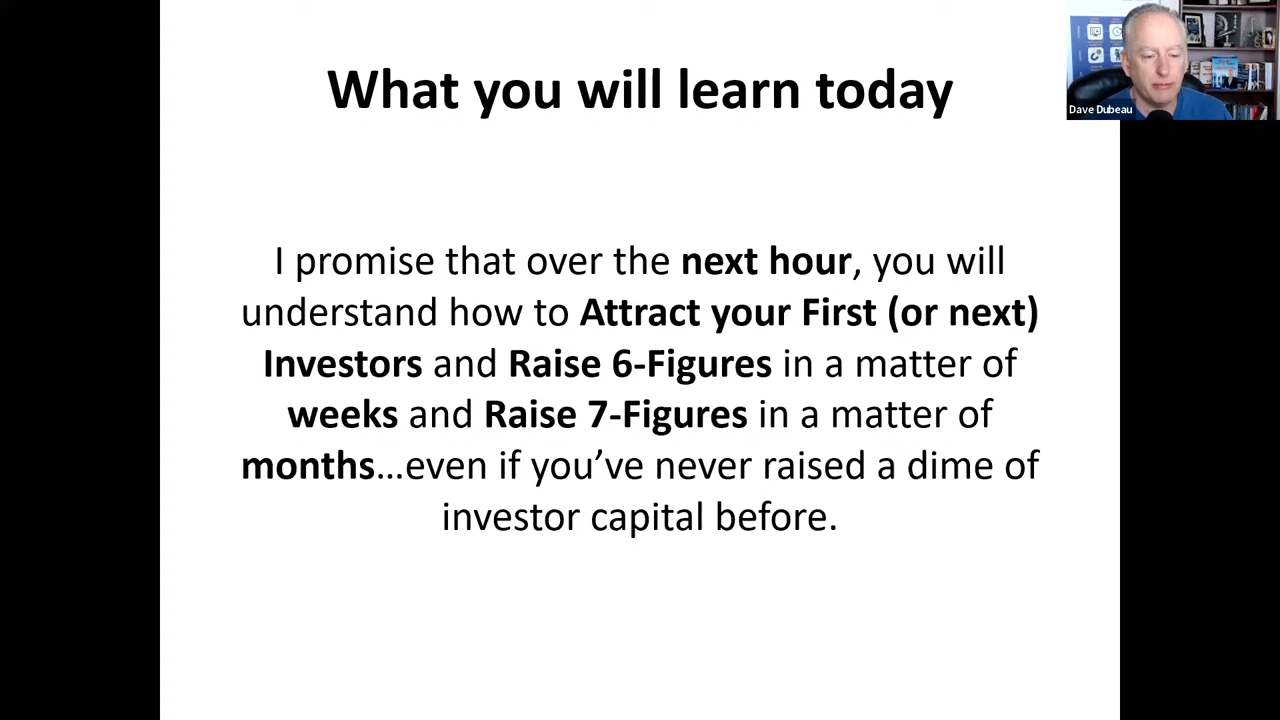 What you will learn today
Dave Dubeau
I promise that over the next hour, you will
understand how to Attract your First (or next)
Investors and Raise 6-Figures in a matter of
weeks and Raise 7-Figures in a matter of
months…even if you’ve never raised a dime of
investor capital before.